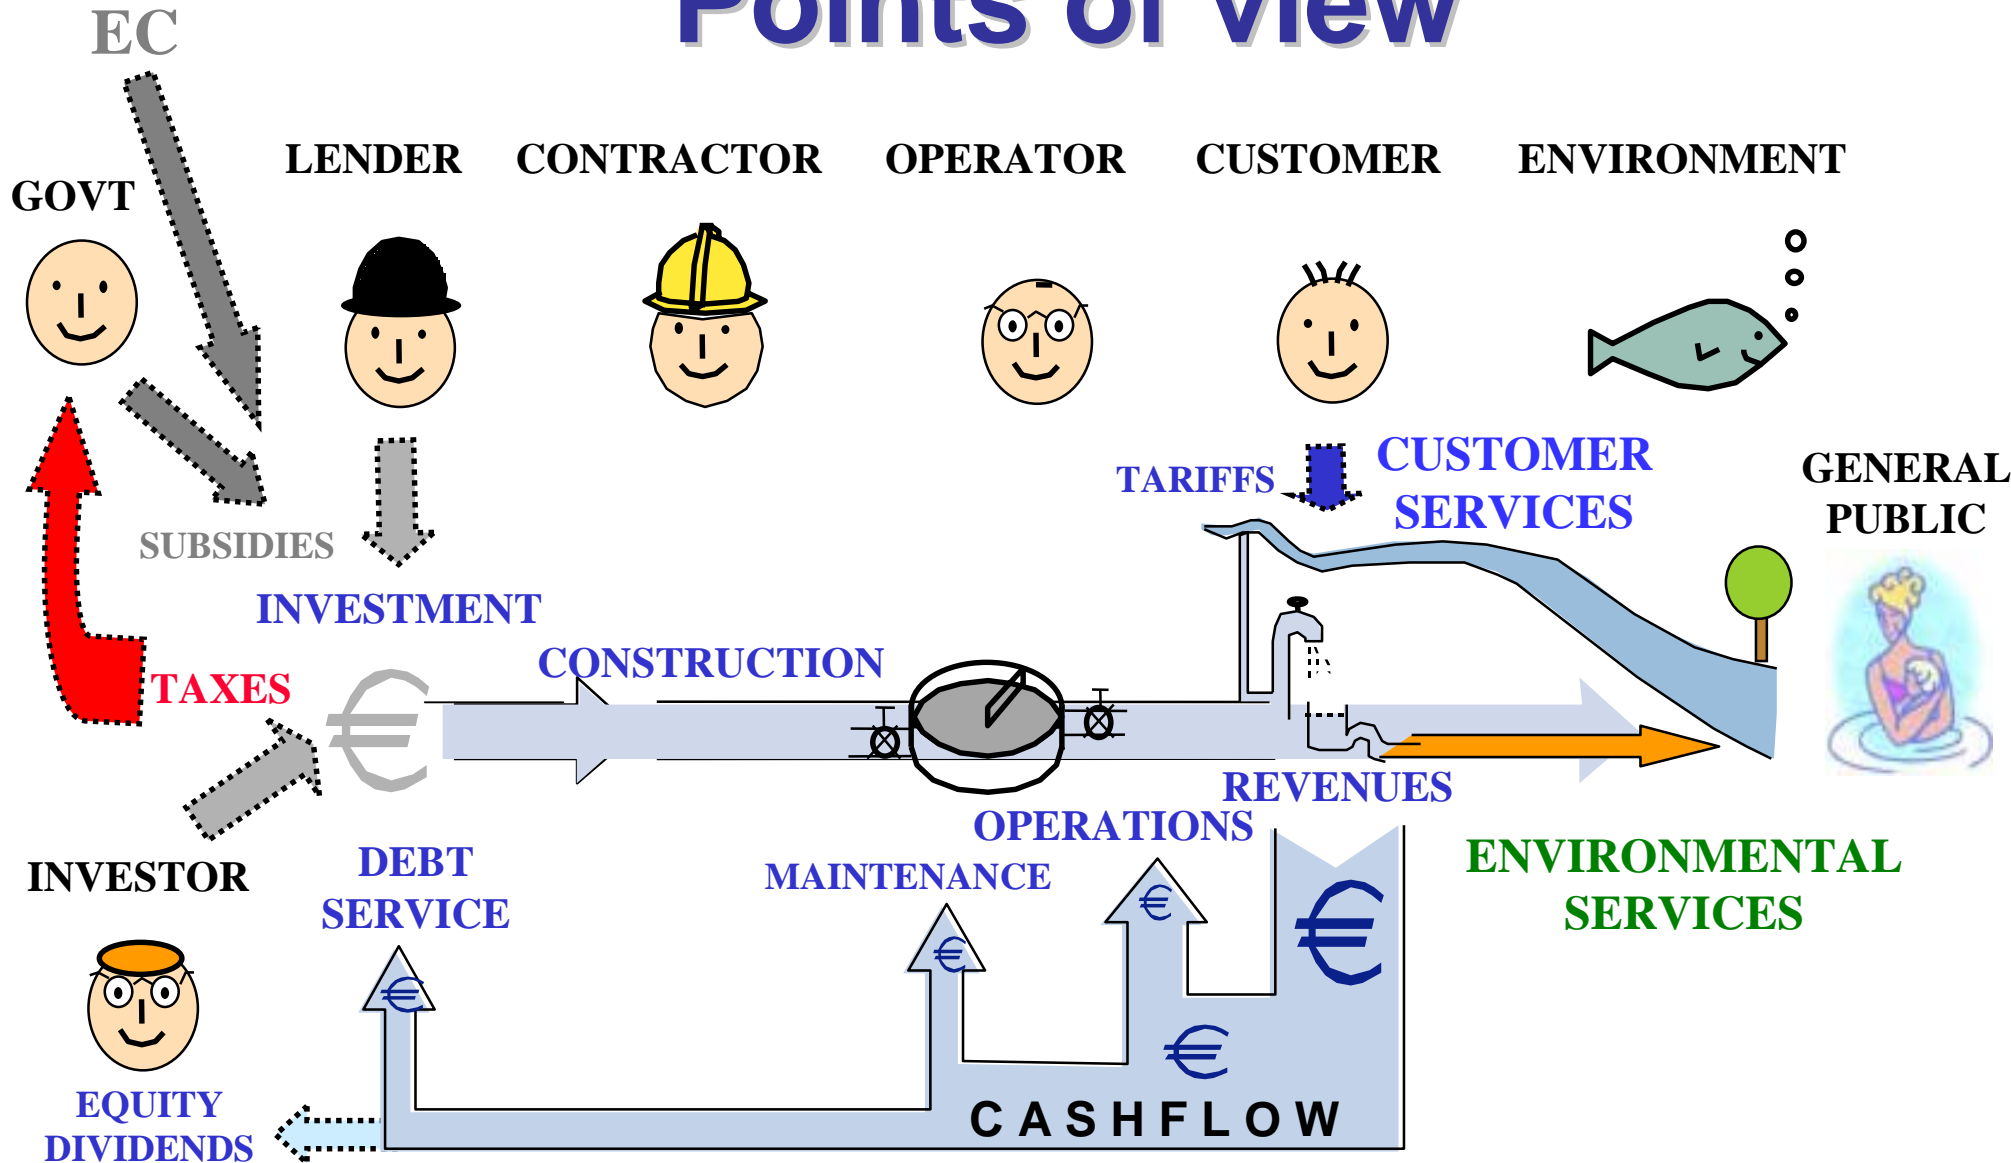 Points of view
EC
LENDER
CONTRACTOR
OPERATOR
CUSTOMER
ENVIRONMENT
GOVT
TARIFFS
CUSTOMER
SERVICES
GENERAL
PUBLIC
SUBSIDIES
INVESTMENT
CONSTRUCTION
TAXES
€
REVENUES
OPERATIONS
INVESTOR
DEBT
SERVICE
MAINTENANCE
ENVIRONMENTAL
SERVICES
€
€
€
€
€
EQUITY
DIVIDENDS
CASHFLOW